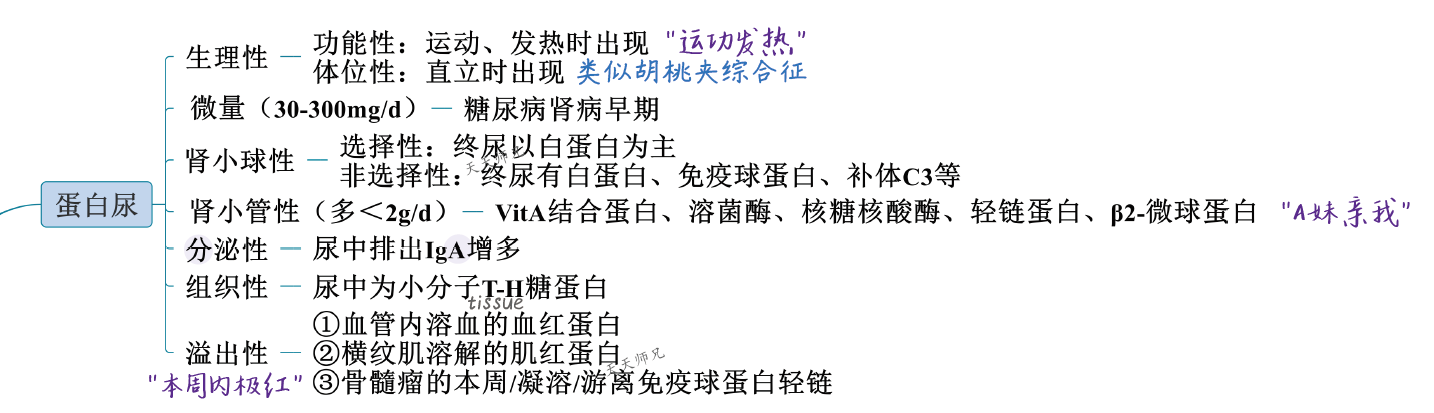 蛋白尿
生理性
功能性：运动、发热时出现 "运功发热"
体位性：直立时出现 类似胡桃夹综合征
微量（30-300mg/d） 糖尿病肾病早期
肾小球性
选择性：终尿以白蛋白为主
天天师兄
非选择性：终尿有白蛋白、免疫球蛋白、补体C3等
肾小管性（多＜2g/d） VitA结合蛋白、溶菌酶、核糖核酸酶、轻链蛋白、β2-微球蛋白 "A妹亲我"
分泌性 尿中排出IgA增多
组织性 尿中为小分子T-H糖蛋白
tissue
溢出性
①血管内溶血的血红蛋白
②横纹肌溶解的肌红蛋白
天天师兄
"本周内极红" ③骨髓瘤的本周/凝溶/游离免疫球蛋白轻链